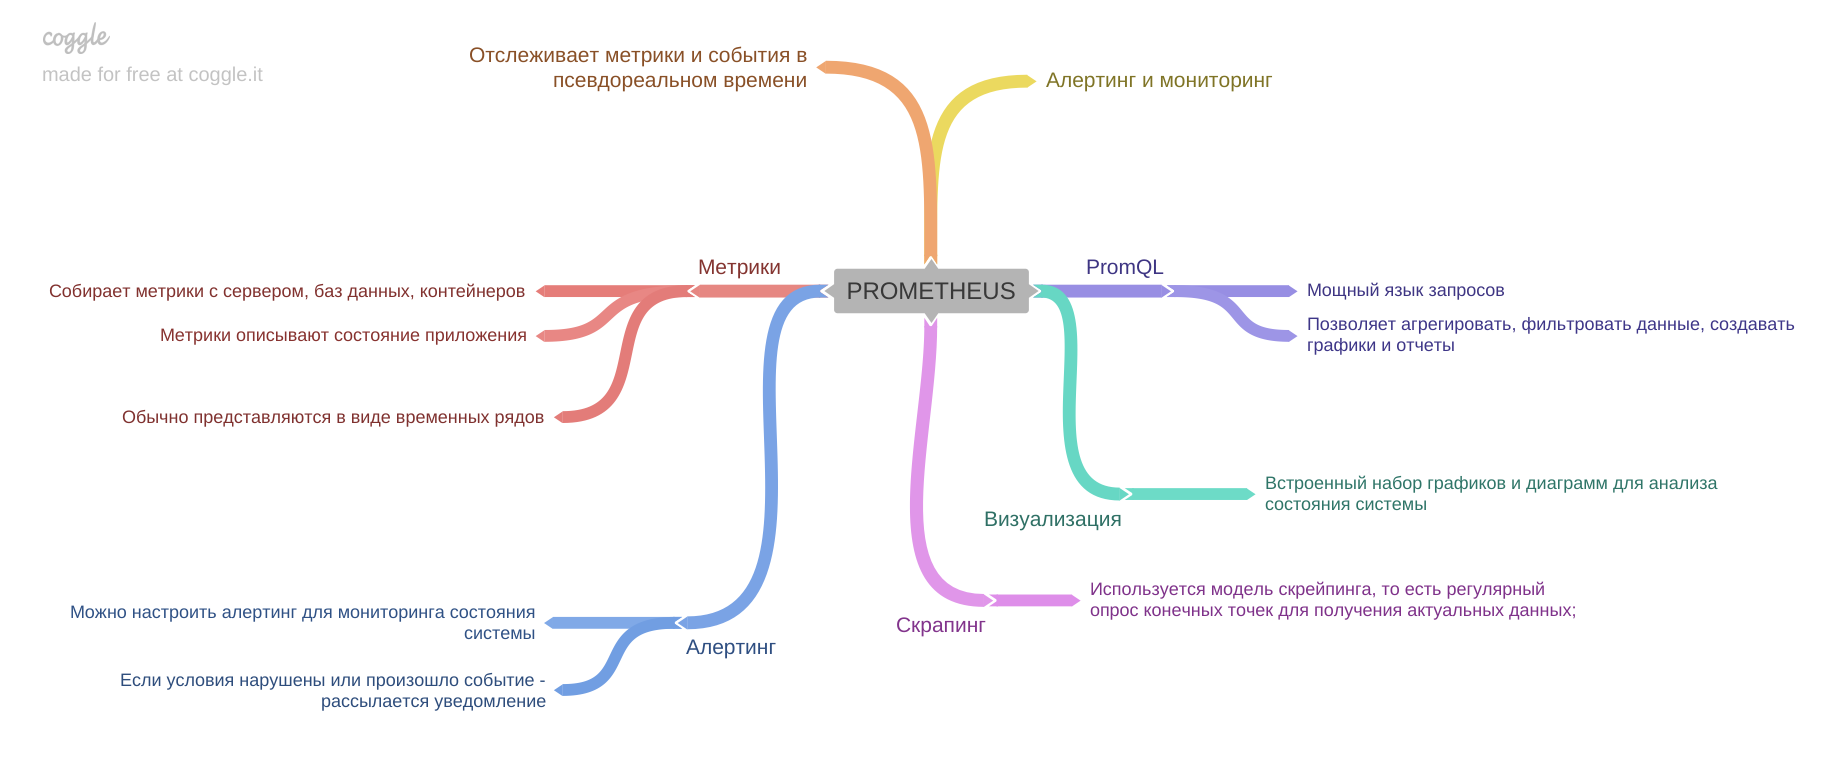 coggle
made for free at coggle.it
Отслеживает метрики и события в
псевдореальном времени
Алертинг и мониторинг
PROMETHEUS
Метрики
Собирает метрики с сервером, баз данных, контейнеров
Метрики описывают состояние приложения
Обычно представляются в виде временных рядов
PromQL
Мощный язык запросов
Позволяет агрегировать, фильтровать данные, создавать
графики и отчеты
Визуализация
Встроенный набор графиков и диаграмм для анализа
состояния системы
Скрапинг
Используется модель скрейпинга, то есть регулярный
опрос конечных точек для получения актуальных данных;
Алертинг
Можно настроить алертинг для мониторинга состояния
системы
Если условия нарушены или произошло событие -
рассылается уведомление